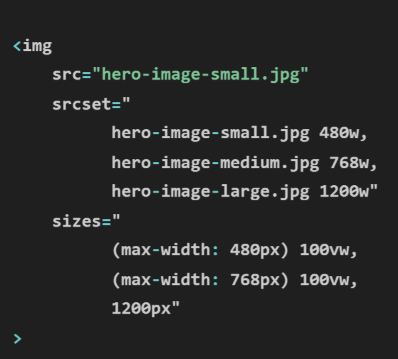 <img
src="hero-image-small.jpg"
srcset="
hero-image-small.jpg 480w,
hero-image-medium.jpg 768w,
hero-image-large.jpg 1200w"
sizes="
(max-width: 480px) 100vw,
(max-width: 768px) 100vw,
1200px"
>